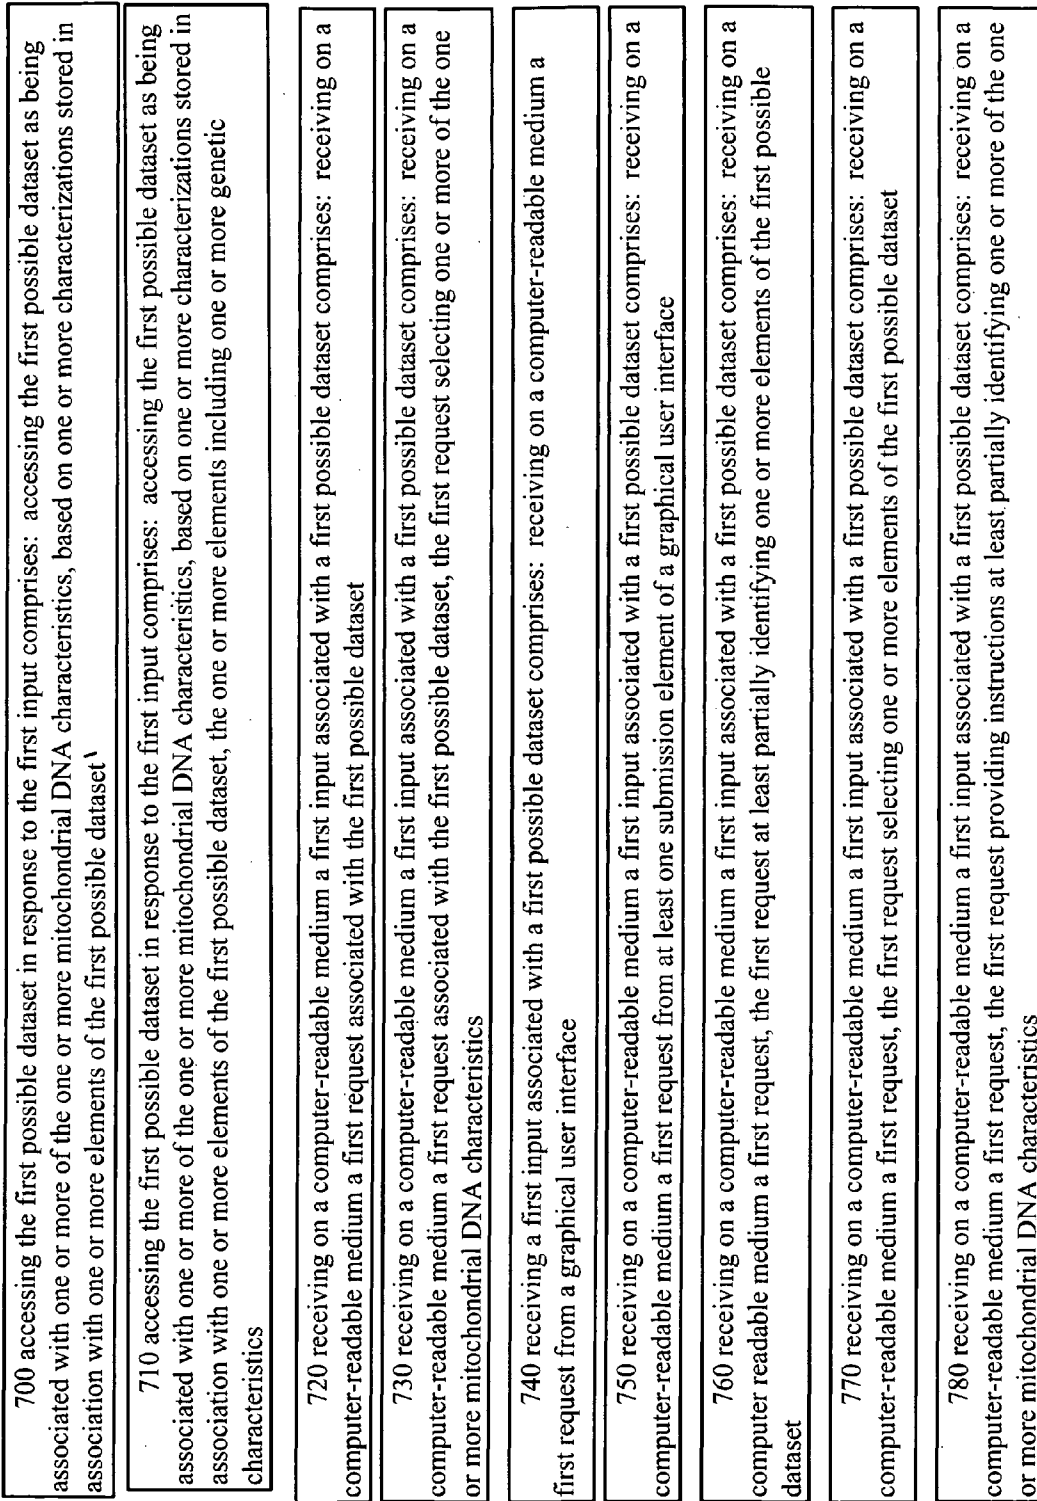 700 accessing the first possible dataset in response to the first input comprises: accessing the first possible dataset as being
associated with one or more of the one or more mitochondrial DNA characteristics, based on one or more characterizations stored in
association with one or more elements of the first possible dataset
710 accessing the first possible dataset in response to the first input comprises: accessing the first possible dataset as being
associated with one or more of the one or more mitochondrial DNA characteristics, based on one or more characterizations stored in
association with one or more elements of the first possible dataset, the one or more elements including one or more genetic
characteristics
720 receiving on a computer-readable medium a first input associated with a first possible dataset comprises: receiving on a
computer-readable medium a first request associated with the first possible dataset
730 receiving on a computer-readable medium a first input associated with a first possible dataset comprises: receiving on a
computer-readable medium a first request associated with the first possible dataset, the first request selecting one or more of the one
or more mitochondrial DNA characteristics
740 receiving a first input associated with a first possible dataset comprises: receiving on a computer-readable medium a
first request from a graphical user interface
750 receiving on a computer-readable medium a first input associated with a first possible dataset comprises: receiving on a
computer-readable medium a first request from at least one submission element of a graphical user interface
760 receiving on a computer-readable medium a first input associated with a first possible dataset comprises: receiving on a
computer readable medium a first request, the first request at least partially identifying one or more elements of the first possible
dataset
770 receiving on a computer-readable medium a first input associated with a first possible dataset comprises: receiving on a
computer-readable medium a first request, the first request selecting one or more elements of the first possible dataset
780 receiving on a computer-readable medium a first input associated with a first possible dataset comprises: receiving on a
computer-readable medium a first request, the first request providing instructions at least partially identifying one or more of the one
or more mitochondrial DNA characteristics